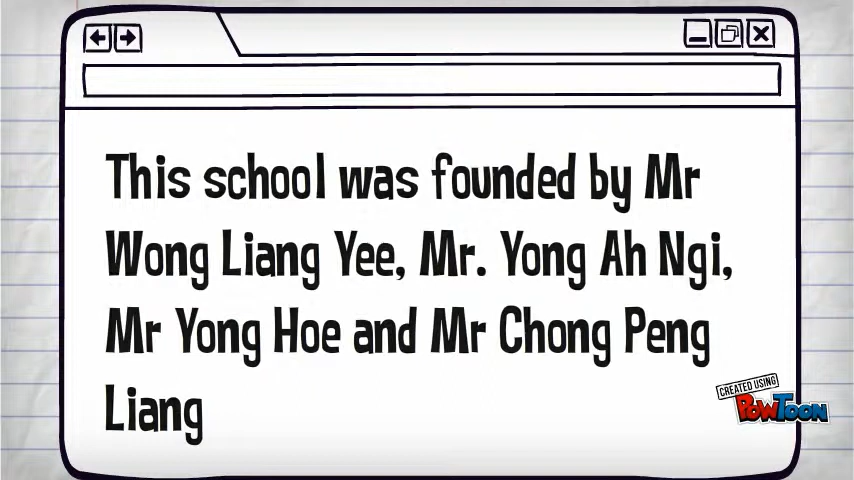 This school was founded by Mr
Wong Liang Yee, Mr. Yong Ah Ngi,
Mr Yong Hoe and Mr Chong Peng
Liang
CREATED USING
POWTOON